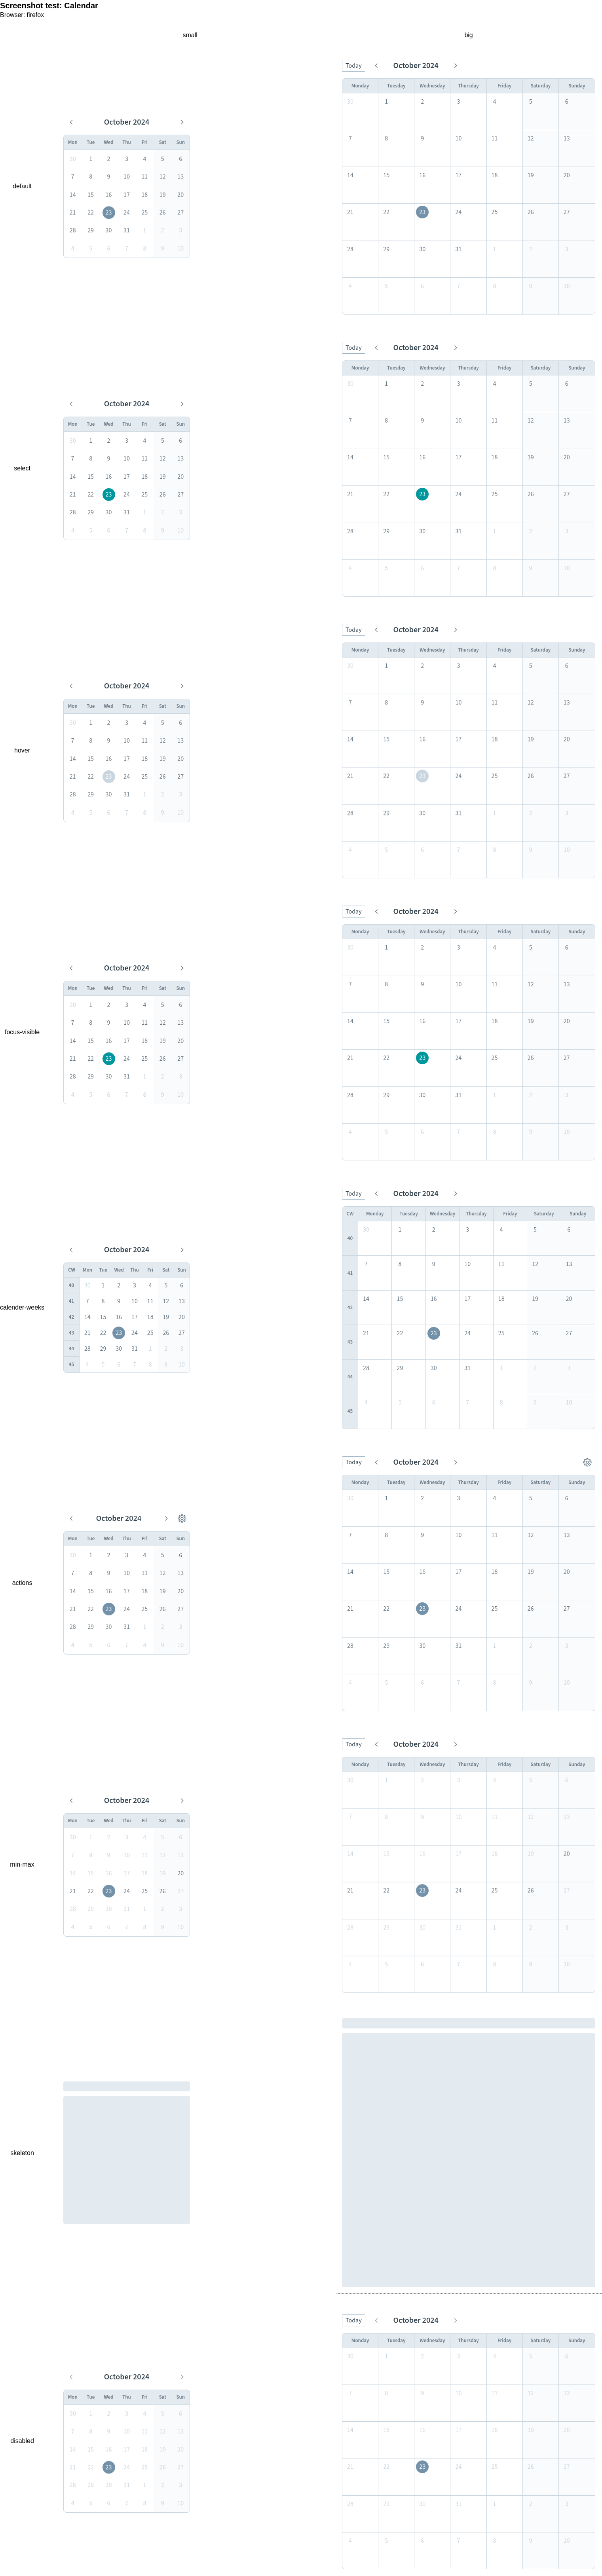 Screenshot test: Calendar
Browser: firefox
small
big
default
October 2024
Mon Tue Wed Thu Fri Sat Sun
30 1 2 3 4 5 6
7 8 9 10 11 12 13
14 15 16 17 18 19 20
21 22 23 24 25 26 27
28 29 30 31 1 2 3
4 5 6 7 8 9 10
Today October 2024
Monday Tuesday Wednesday Thursday Friday Saturday Sunday
30 1 2 3 4 5 6
7 8 9 10 11 12 13
14 15 16 17 18 19 20
21 22 23 24 25 26 27
28 29 30 31 1 2 3
4 5 6 7 8 9 10
select
October 2024
Mon Tue Wed Thu Fri Sat Sun
30 1 2 3 4 5 6
7 8 9 10 11 12 13
14 15 16 17 18 19 20
21 22 23 24 25 26 27
28 29 30 31 1 2 3
4 5 6 7 8 9 10
Today October 2024
Monday Tuesday Wednesday Thursday Friday Saturday Sunday
30 1 2 3 4 5 6
7 8 9 10 11 12 13
14 15 16 17 18 19 20
21 22 23 24 25 26 27
28 29 30 31 1 2 3
4 5 6 7 8 9 10
hover
October 2024
Mon Tue Wed Thu Fri Sat Sun
30 1 2 3 4 5 6
7 8 9 10 11 12 13
14 15 16 17 18 19 20
21 22 23 24 25 26 27
28 29 30 31 1 2 3
4 5 6 7 8 9 10
Today October 2024
Monday Tuesday Wednesday Thursday Friday Saturday Sunday
30 1 2 3 4 5 6
7 8 9 10 11 12 13
14 15 16 17 18 19 20
21 22 23 24 25 26 27
28 29 30 31 1 2 3
4 5 6 7 8 9 10
focus-visible
October 2024
Mon Tue Wed Thu Fri Sat Sun
30 1 2 3 4 5 6
7 8 9 10 11 12 13
14 15 16 17 18 19 20
21 22 23 24 25 26 27
28 29 30 31 1 2 3
4 5 6 7 8 9 10
Today October 2024
Monday Tuesday Wednesday Thursday Friday Saturday Sunday
30 1 2 3 4 5 6
7 8 9 10 11 12 13
14 15 16 17 18 19 20
21 22 23 24 25 26 27
28 29 30 31 1 2 3
4 5 6 7 8 9 10
calender-weeks
October 2024
CW Mon Tue Wed Thu Fri Sat Sun
40 30 1 2 3 4 5 6
41 7 8 9 10 11 12 13
42 14 15 16 17 18 19 20
43 21 22 23 24 25 26 27
44 28 29 30 31 1 2 3
45 4 5 6 7 8 9 10
Today October 2024
CW Monday Tuesday Wednesday Thursday Friday Saturday Sunday
40 30 1 2 3 4 5 6
41 7 8 9 10 11 12 13
42 14 15 16 17 18 19 20
43 21 22 23 24 25 26 27
44 28 29 30 31 1 2 3
45 4 5 6 7 8 9 10
actions
October 2024
Mon Tue Wed Thu Fri Sat Sun
30 1 2 3 4 5 6
7 8 9 10 11 12 13
14 15 16 17 18 19 20
21 22 23 24 25 26 27
28 29 30 31 1 2 3
4 5 6 7 8 9 10
Today October 2024
Monday Tuesday Wednesday Thursday Friday Saturday Sunday
30 1 2 3 4 5 6
7 8 9 10 11 12 13
14 15 16 17 18 19 20
21 22 23 24 25 26 27
28 29 30 31 1 2 3
4 5 6 7 8 9 10
min-max
October 2024
Mon Tue Wed Thu Fri Sat Sun
30 1 2 3 4 5 6
7 8 9 10 11 12 13
14 15 16 17 18 19 20
21 22 23 24 25 26 27
28 29 30 31 1 2 3
4 5 6 7 8 9 10
Today October 2024
Monday Tuesday Wednesday Thursday Friday Saturday Sunday
30 1 2 3 4 5 6
7 8 9 10 11 12 13
14 15 16 17 18 19 20
21 22 23 24 25 26 27
28 29 30 31 1 2 3
4 5 6 7 8 9 10
skeleton
disabled
October 2024
Mon Tue Wed Thu Fri Sat Sun
30 1 2 3 4 5 6
7 8 9 10 11 12 13
14 15 16 17 18 19 20
21 22 23 24 25 26 27
28 29 30 31 1 2 3
4 5 6 7 8 9 10
Today October 2024
Monday Tuesday Wednesday Thursday Friday Saturday Sunday
30 1 2 3 4 5 6
7 8 9 10 11 12 13
14 15 16 17 18 19 20
21 22 23 24 25 26 27
28 29 30 31 1 2 3
4 5 6 7 8 9 10